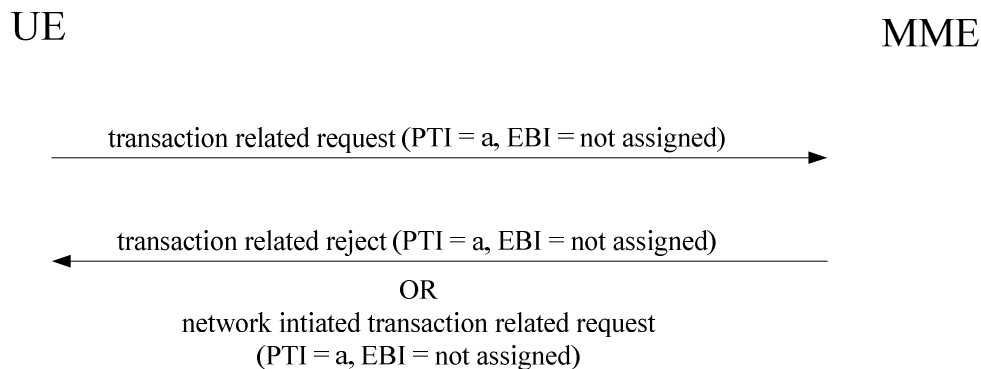 UE
MME
transaction related request (PTI = a, EBI = not assigned)
transaction related reject (PTI = a, EBI = not assigned)
OR
network intiated transaction related request
(PTI = a, EBI = not assigned)